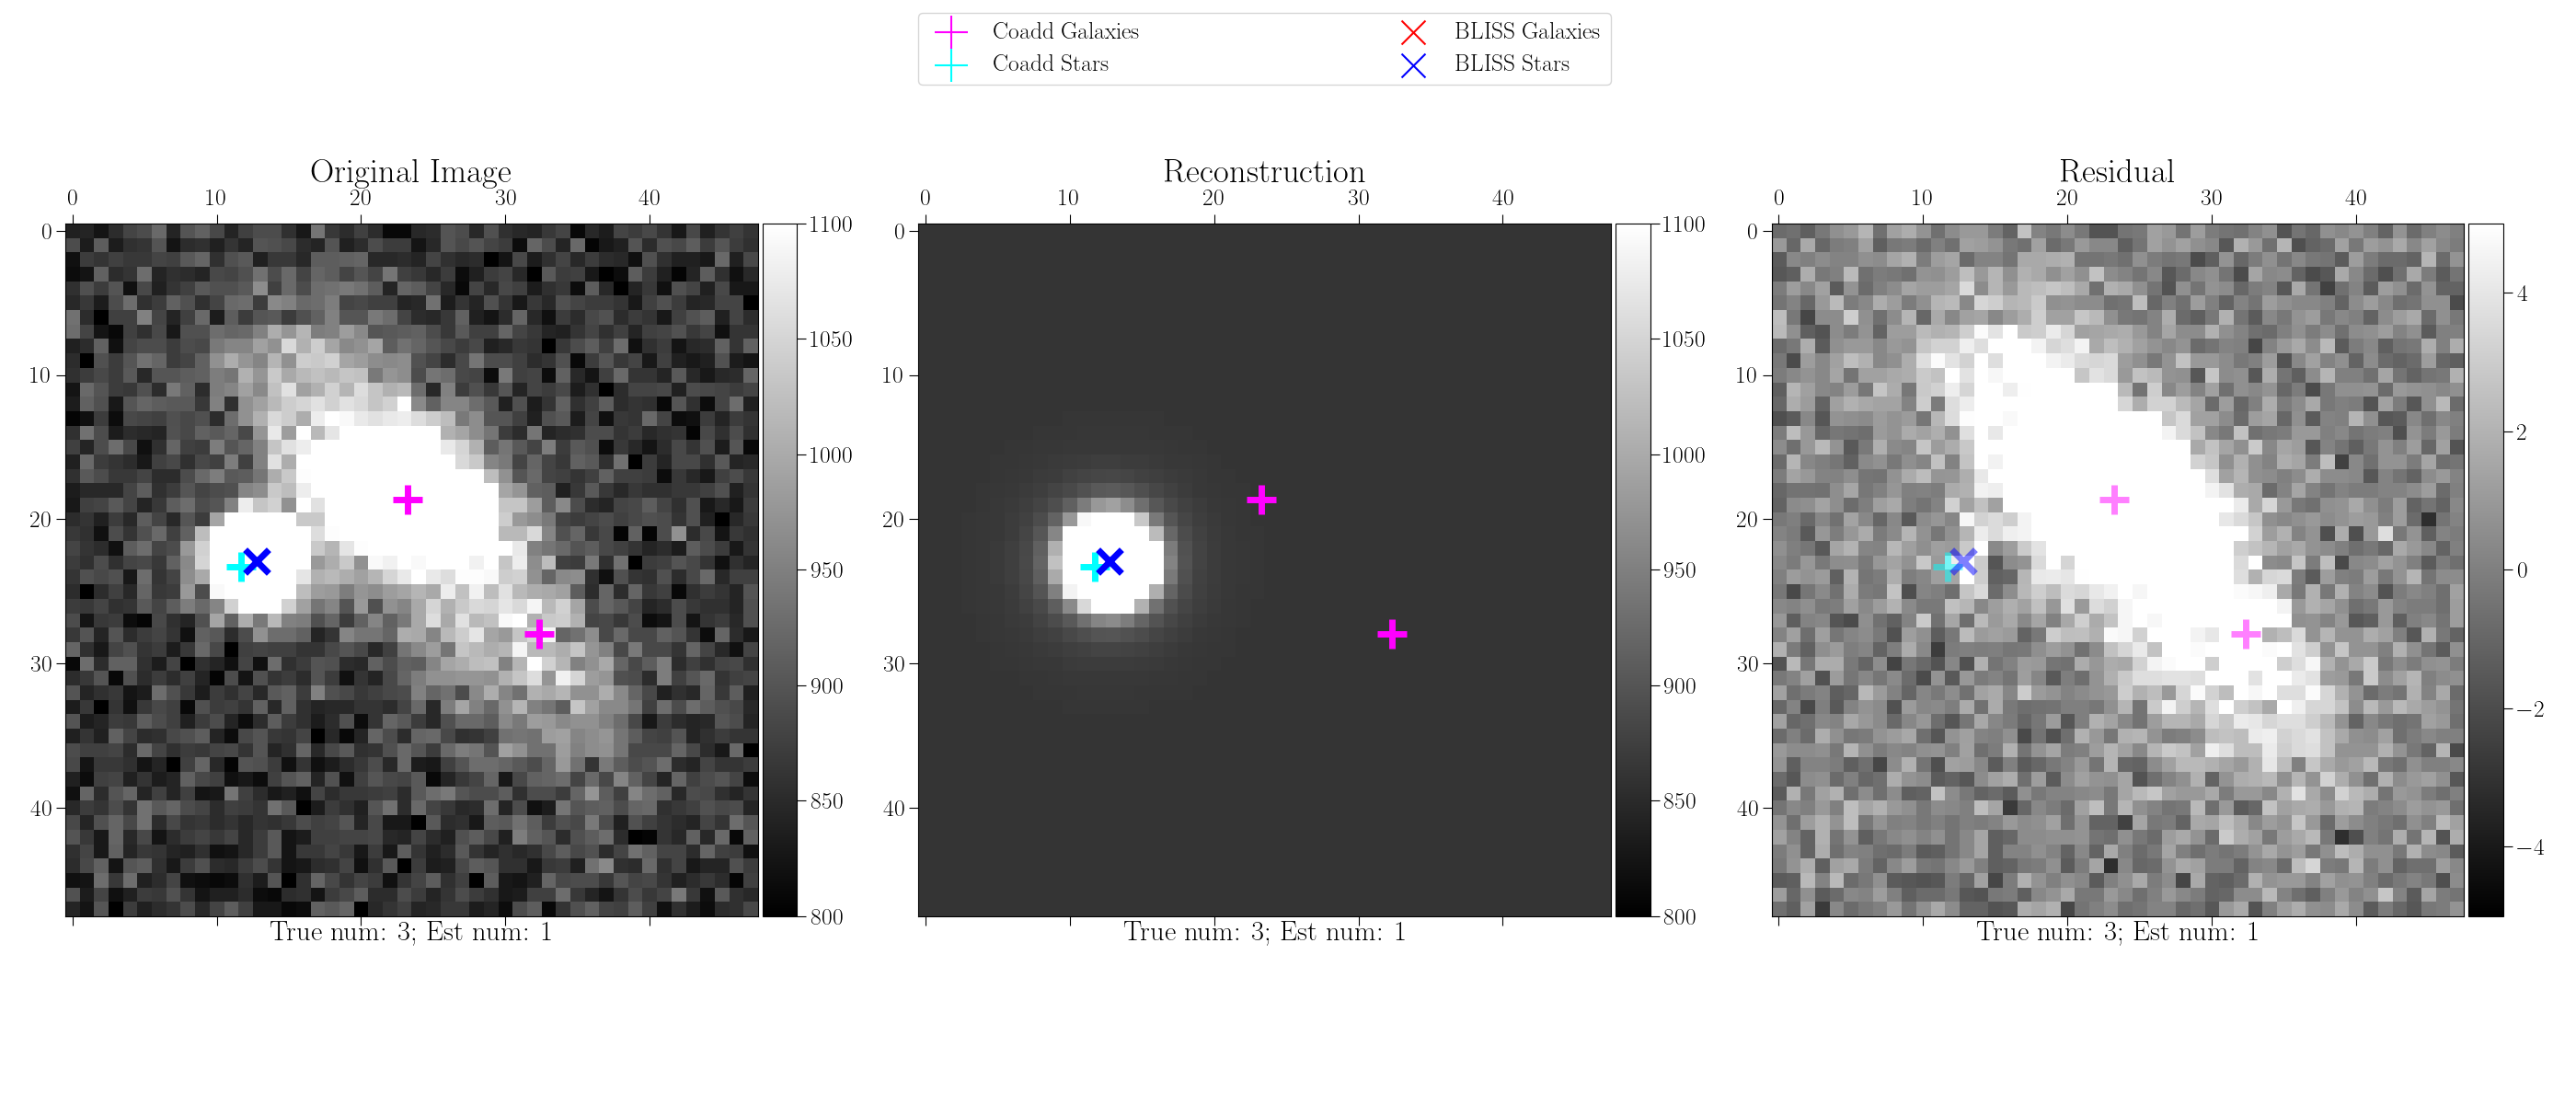 Coadd Galaxies
Coadd Stars
BLISS Galaxies
BLISS Stars
Original Image
0 10 20 30 40
0
10
20
30
40
1100
1050
1000
950
900
850
800
True num: 3; Est num: 1
Reconstruction
0 10 20 30 40
0
10
20
30
40
1100
1050
1000
950
900
850
800
True num: 3; Est num: 1
Residual
0 10 20 30 40
0
10
20
30
40
4
2
0
−2
−4
True num: 3; Est num: 1